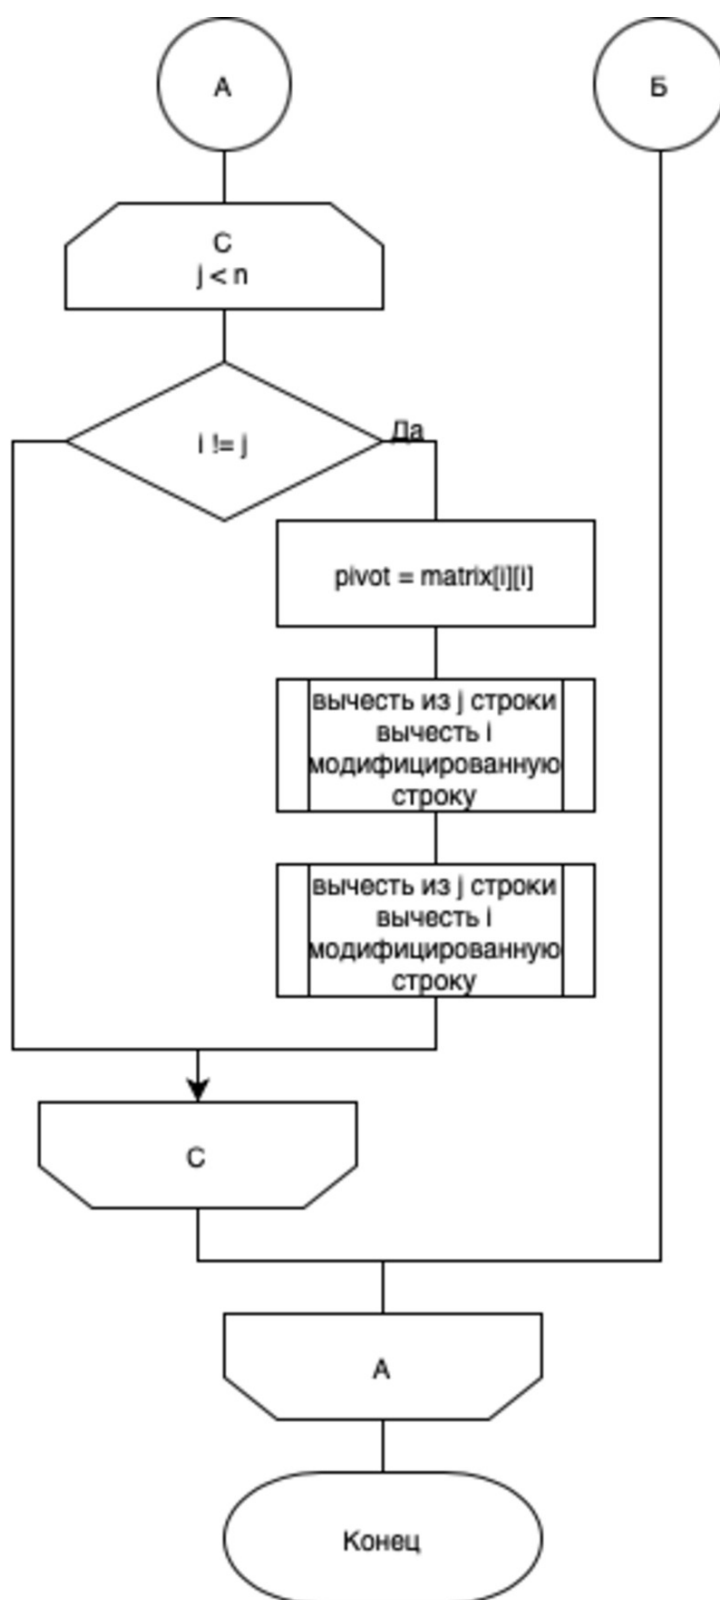 А
Б
С
j < n
i != j
Да
pivot = matrix[i][i]
вычесть из j строки
вычесть i
модифицированную
строку
вычесть из j строки
вычесть i
модифицированную
строку
С
А
Конец